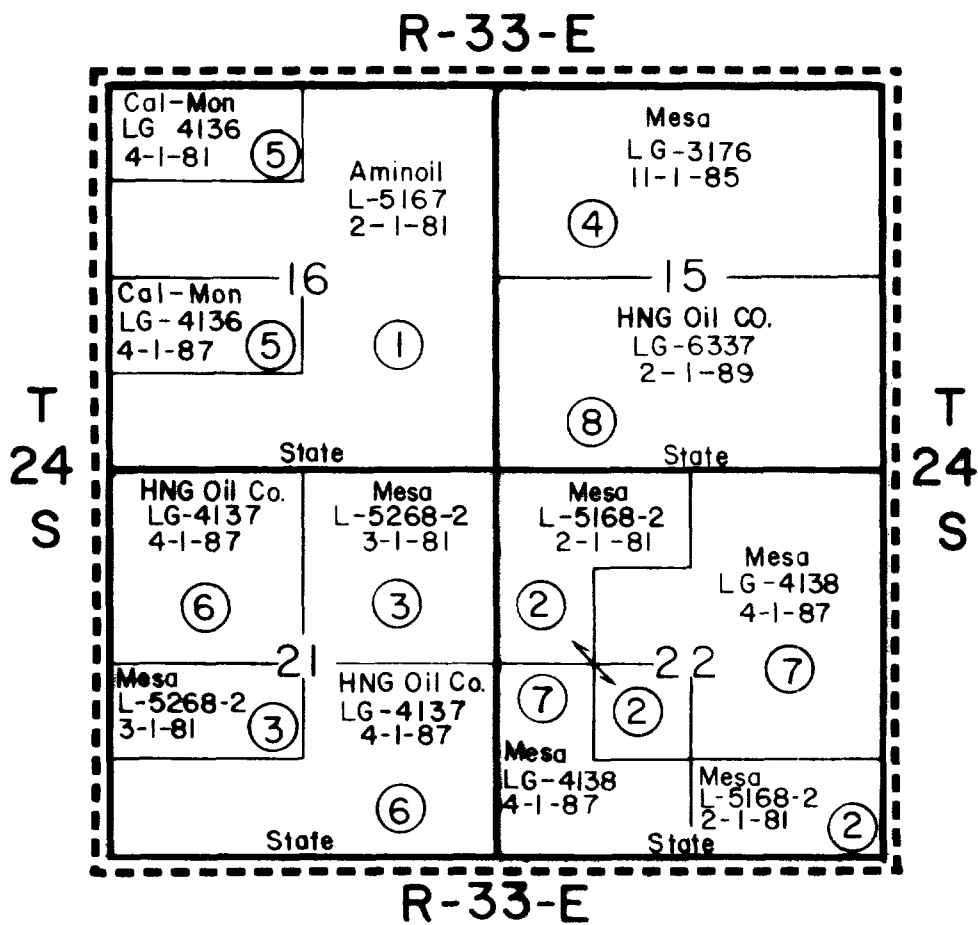 R-33-E
Cal-Mon
LG 4136
4-1-81
5
Aminoil
L-5167
2-1-81
Mesa
LG-3176
11-1-85
4
16
15
Cal-Mon
LG-4136
4-1-87
5
1
HNG Oil CO.
LG-6337
2-1-89
8
State
State
T
24
S
T
24
S
HNG Oil Co.
LG-4137
4-1-87
6
Mesa
L-5268-2
3-1-81
3
Mesa
L-5168-2
2-1-81
2
Mesa
LG-4138
4-1-87
7
21
22
Mesa
L-5268-2
3-1-81
3
HNG Oil Co.
LG-4137
4-1-87
6
7
2
Mesa
LG-4138
4-1-87
Mesa
L-5168-2
2-1-81
2
State
State
R-33-E